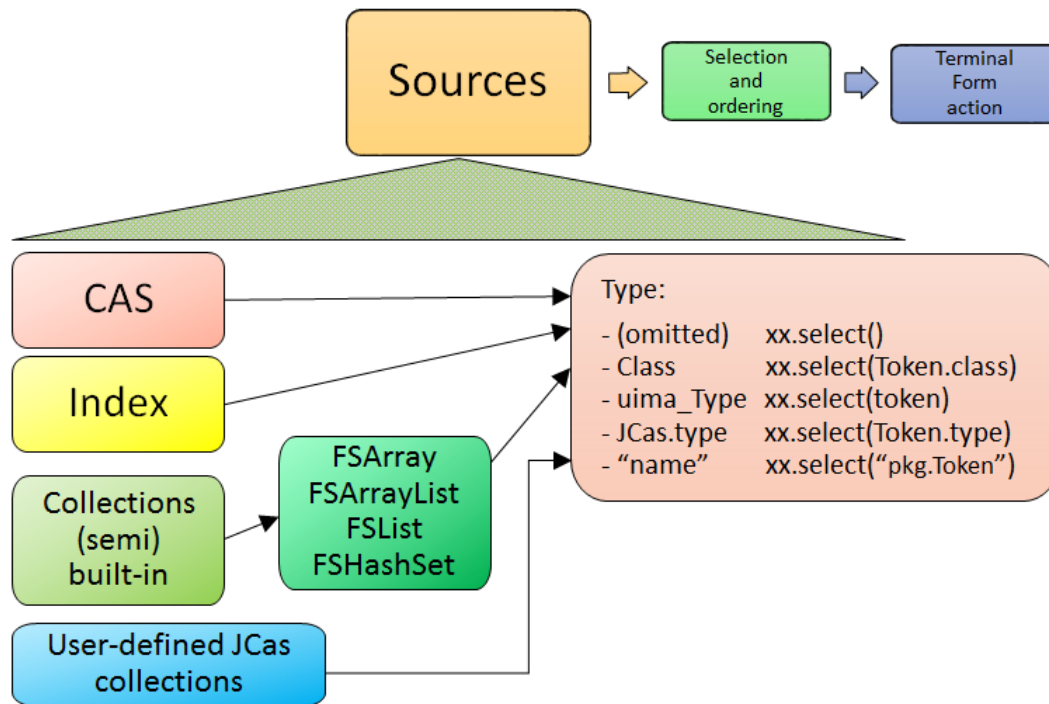 Sources
Selection
and
ordering
Terminal
Form
action
CAS
Index
Collections
(semi)
built-in
FSArray
FSArrayList
FSList
FSHashSet
User-defined JCas
collections
Type:
- (omitted) xx.select()
- Class xx.select(Token.class)
- uima_Type xx.select(token)
- JCas.type xx.select(Token.type)
- “name” xx.select(“pkg.Token”)